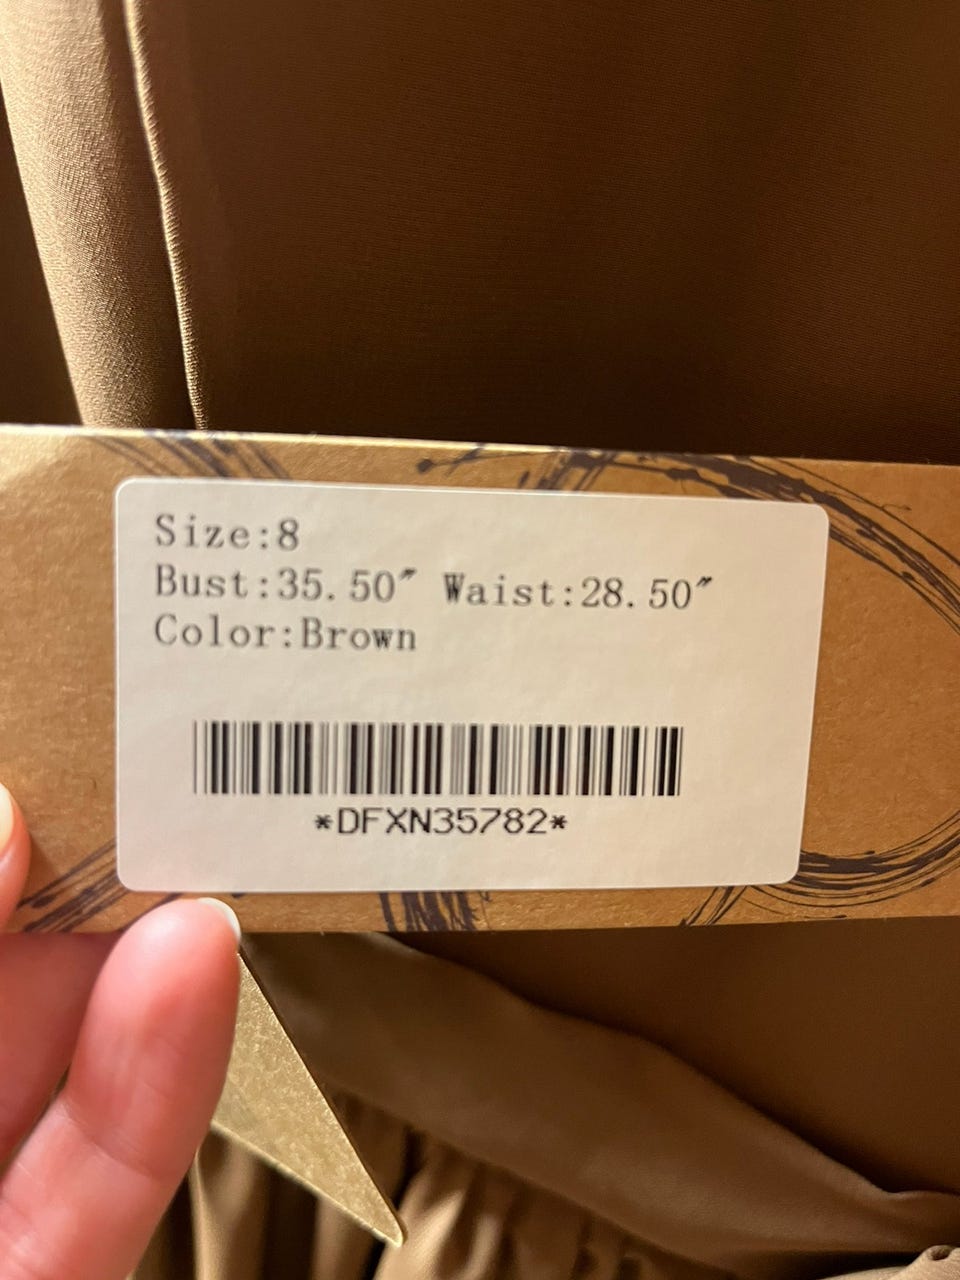 Size:8
Bust:35.50″ Waist:28.50″
Color:Brown
*DFXN35782*